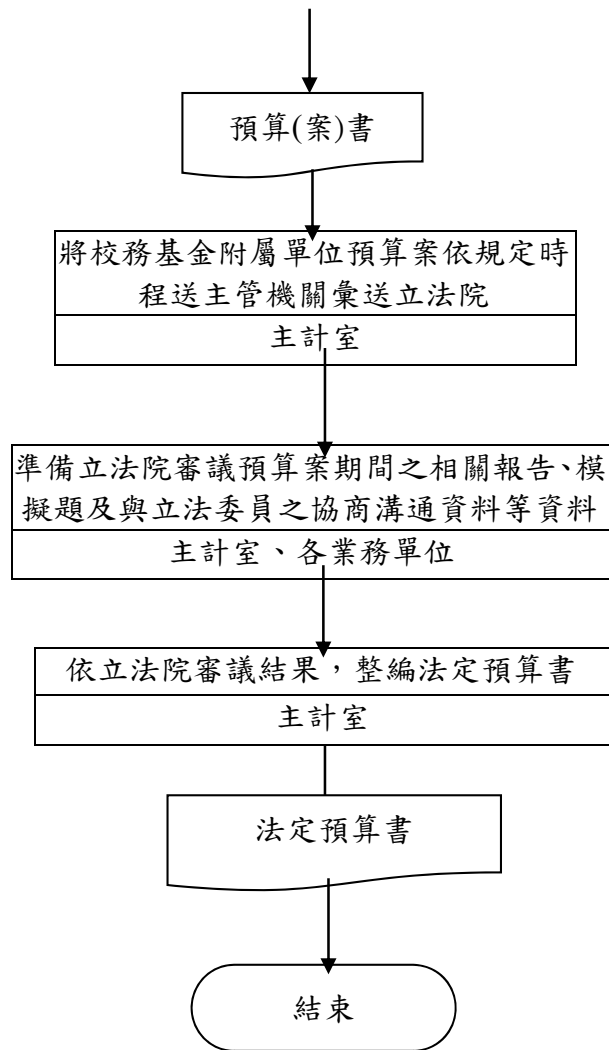 預算(案)書
將校務基金附屬單位預算案依規定時
程送主管機關彙送立法院
主計室
準備立法院審議預算案期間之相關報告、模
擬題及與立法委員之協商溝通資料等資料
主計室、各業務單位
依立法院審議結果，整編法定預算書
主計室
法定預算書
結束